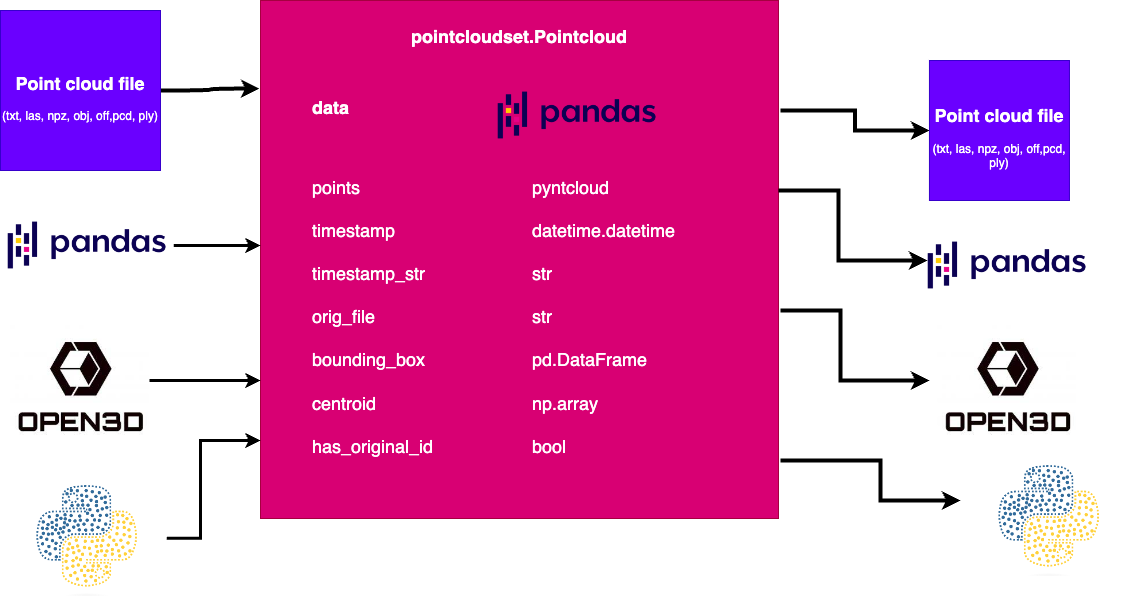 Point cloud file
(txt, las, npz, obj, off,pcd, ply)
pandas
OPEN3D
pointcloudset.Pointcloud
data pandas
points pyntcloud
timestamp datetime.datetime
timestamp_str str
orig_file str
bounding_box pd.DataFrame
centroid np.array
has_original_id bool
Point cloud file
(txt, las, npz, obj, off,pcd,
ply)
pandas
OPEN3D